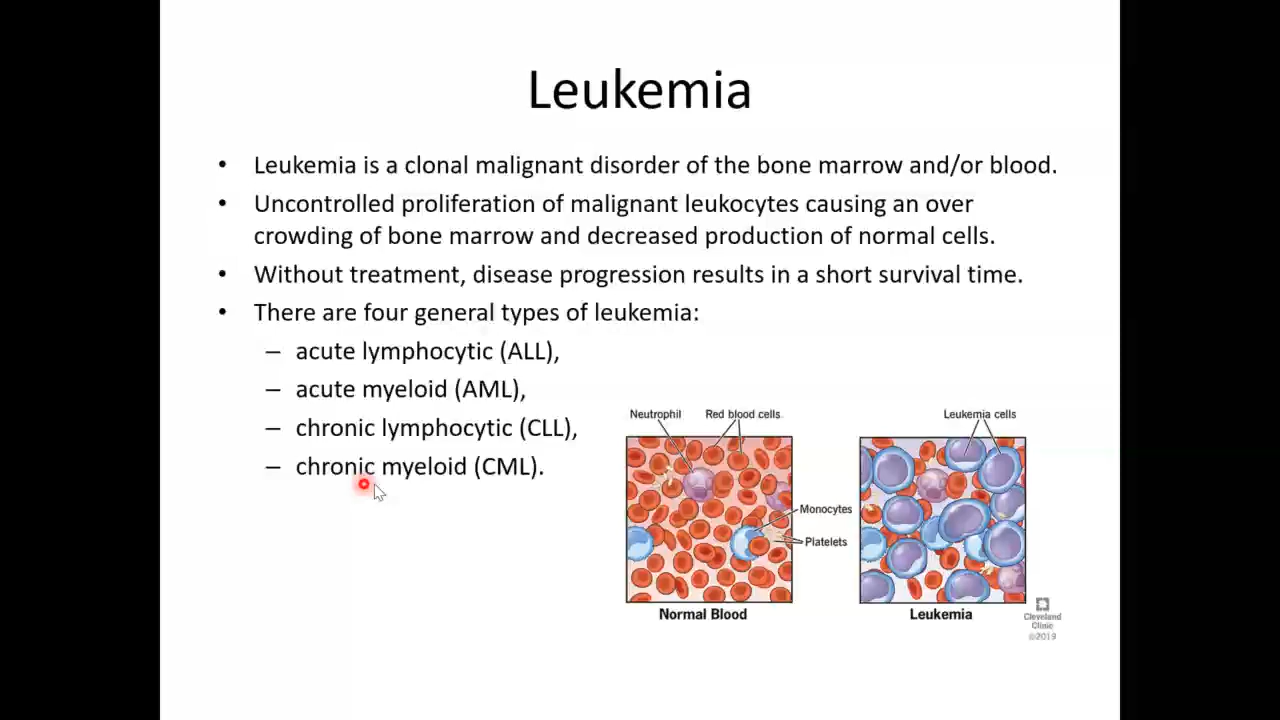 Leukemia
• Leukemia is a clonal malignant disorder of the bone marrow and/or blood.
• Uncontrolled proliferation of malignant leukocytes causing an over
crowding of bone marrow and decreased production of normal cells.
• Without treatment, disease progression results in a short survival time.
• There are four general types of leukemia:
– acute lymphocytic (ALL),
– acute myeloid (AML),
– chronic lymphocytic (CLL),
– chronic myeloid (CML).
Neutrophil
Red blood cells
Monocytes
Platelets
Normal Blood
Leukemia cells
Leukemia
Cleveland
Clinic
©2019